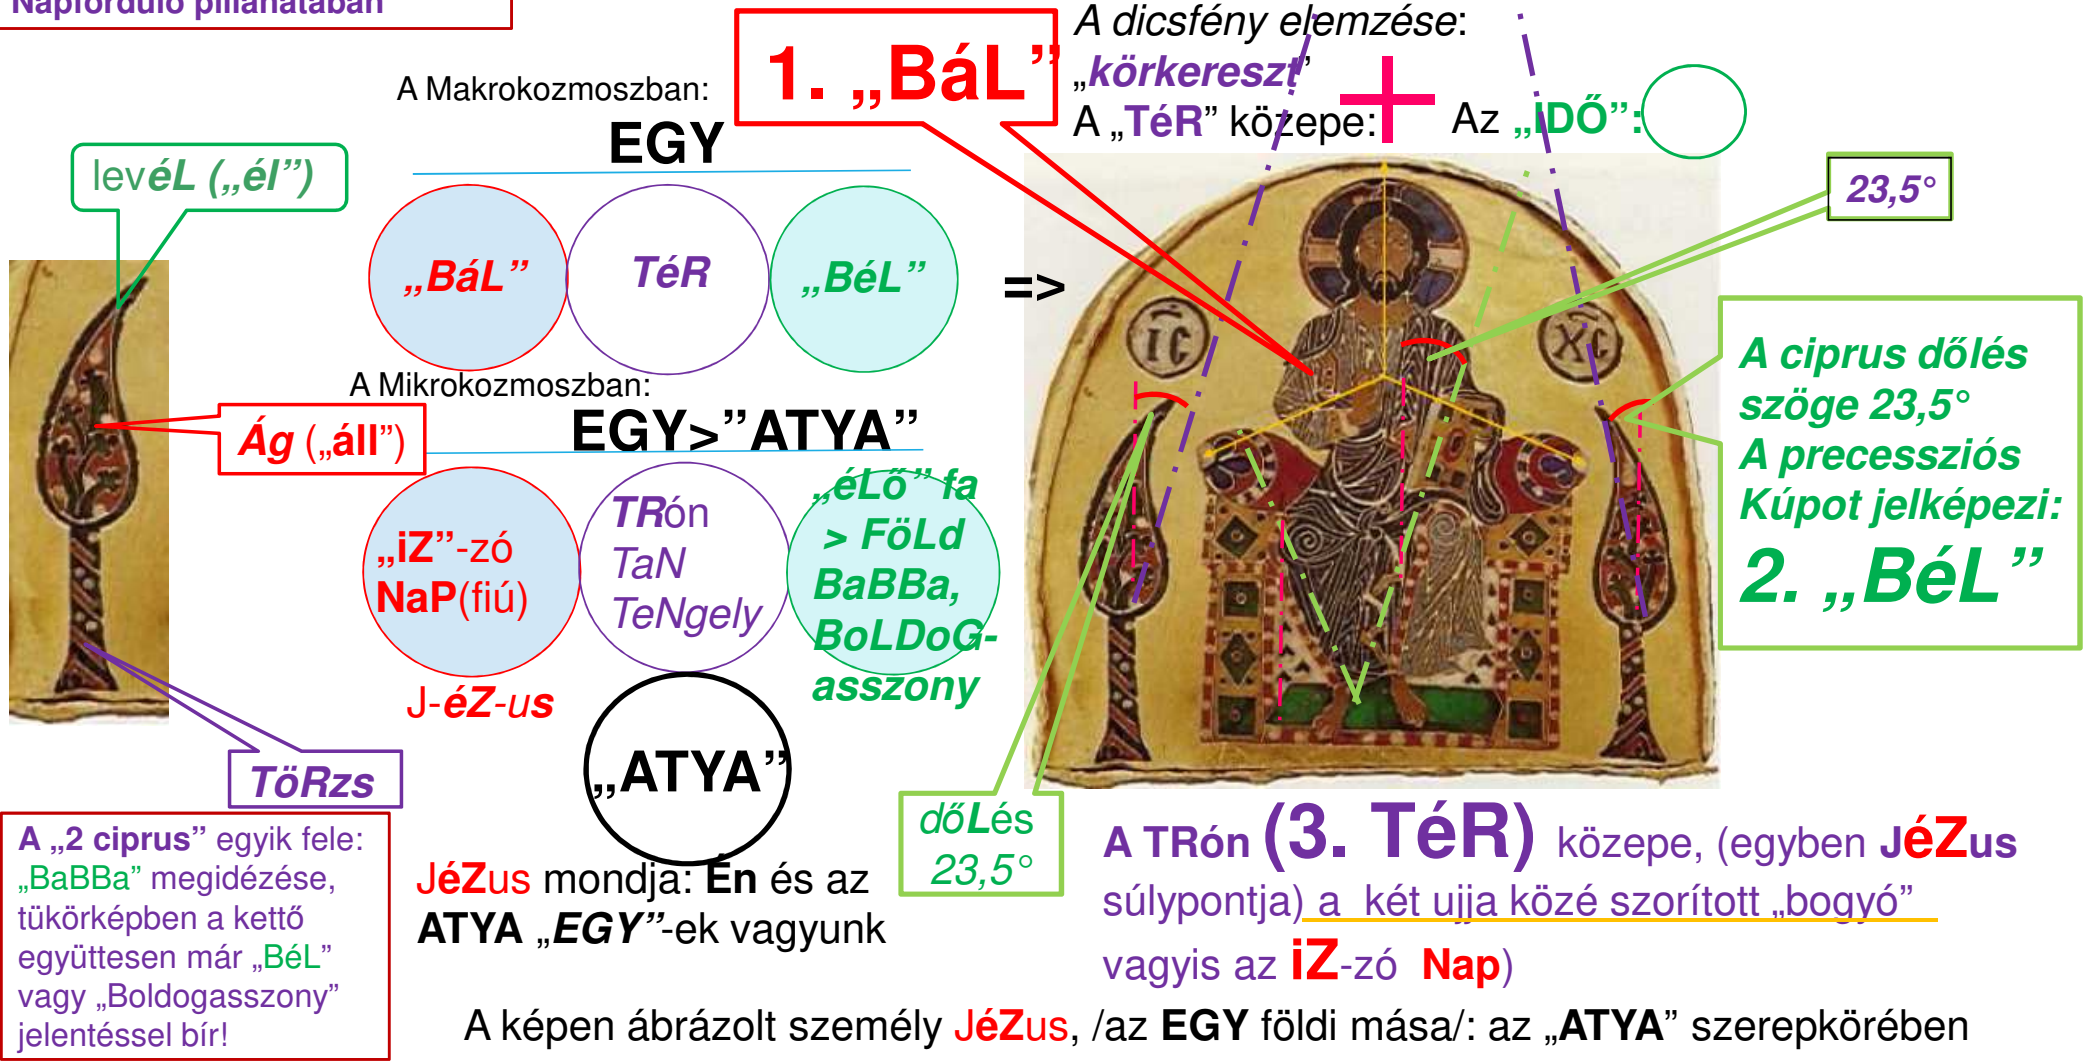 Napforduló pillanatában
A dicsfény elemzése:
„körkereszt”
A „TéR” közepe:
Az „IDŐ”:
1. „BáL”
A Makrokozmoszban:
EGY
„BáL”
TéR
„BéL”
=>
levéL („él”)
Ág („áll”)
TöRzs
A Mikrokozmoszban:
EGY>”ATYA”
„iZ”-zó
NaP(fiú)
J-éZ-us
TRón
TaN
TeNgely
„éLő” fa
> FöLd
BaBBa,
BoLDoG-
asszony
„ATYA”
IC
XC
23,5°
A ciprus dőlés
szöge 23,5°
A precessziós
Kúpot jelképezi:
2. „BéL”
dőLés
23,5°
A „2 ciprus” egyik fele:
„BaBBa” megidézése,
tükörképben a kettő
együttesen már „BéL”
vagy „Boldogasszony”
jelentéssel bír!
JéZus mondja: Én és az
ATYA „EGY”-ek vagyunk
A TRón (3. TéR) közepe, (egyben JéZus
súlypontja) a két ujja közé szorított „bogyó”
vagyis az iZ-zó Nap)
A képen ábrázolt személy JéZus, /az EGY földi mása/: az „ATYA” szerepkörében